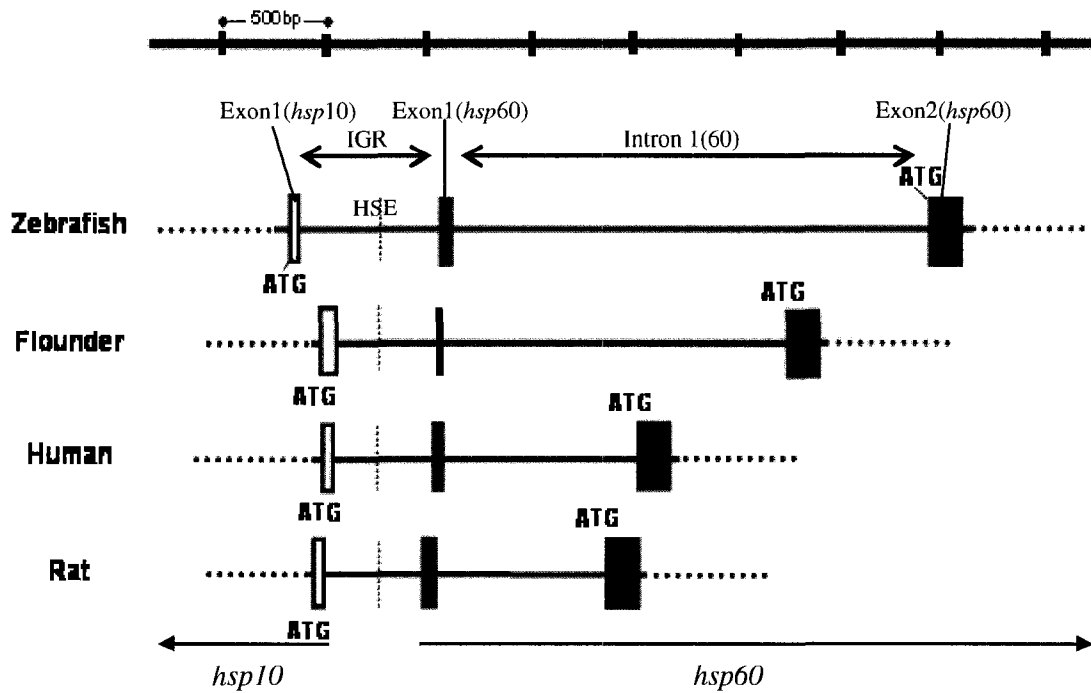 500bp
Exon1(hsp10) Exon1(hsp60) Exon2(hsp60)
IGR Intron 1(60)
ATG
HSE
Zebrafish
ATG
ATG
Flounder
ATG
ATG
Human
ATG
ATG
Rat
ATG
hsp10 hsp60